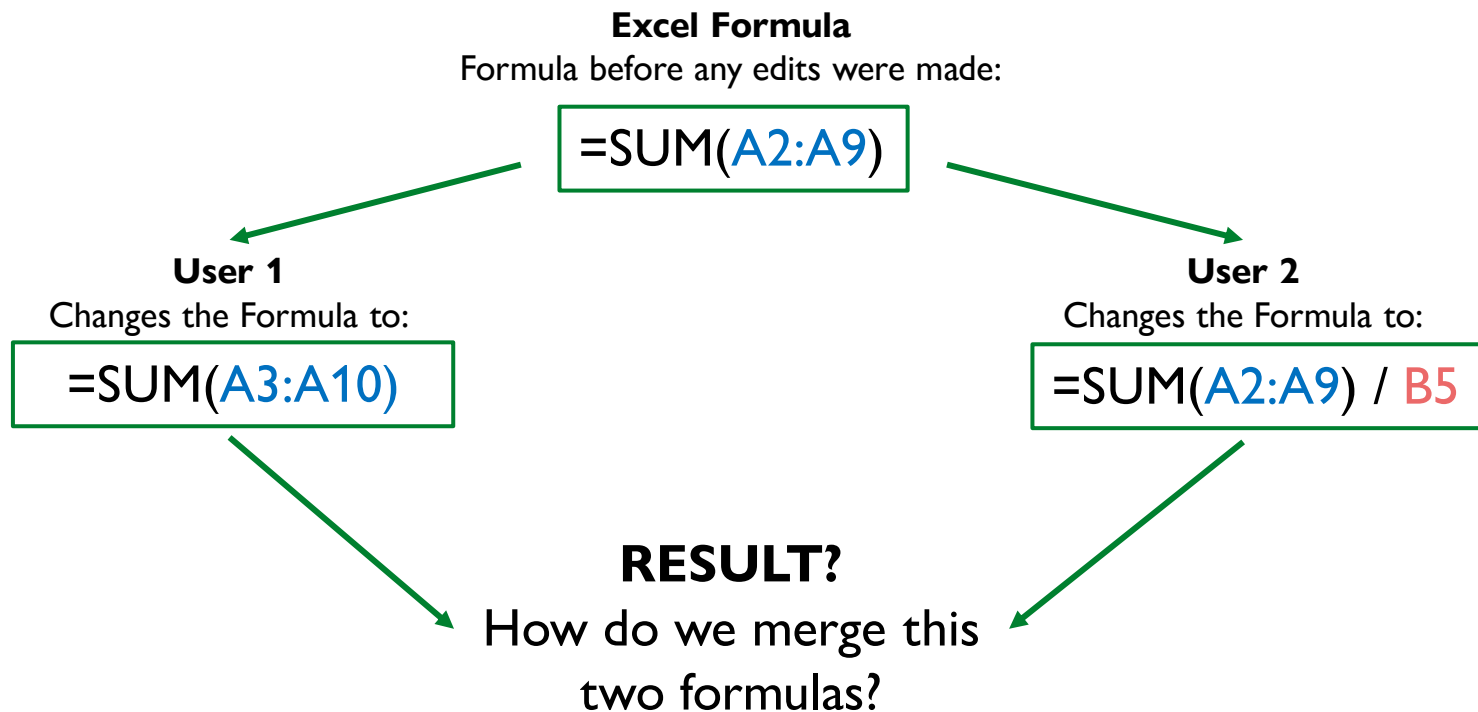 Excel Formula
Formula before any edits were made:
=SUM(A2:A9)
User 1
Changes the Formula to:
=SUM(A3:A10)
User 2
Changes the Formula to:
=SUM(A2:A9) / B5
RESULT?
How do we merge this
two formulas?